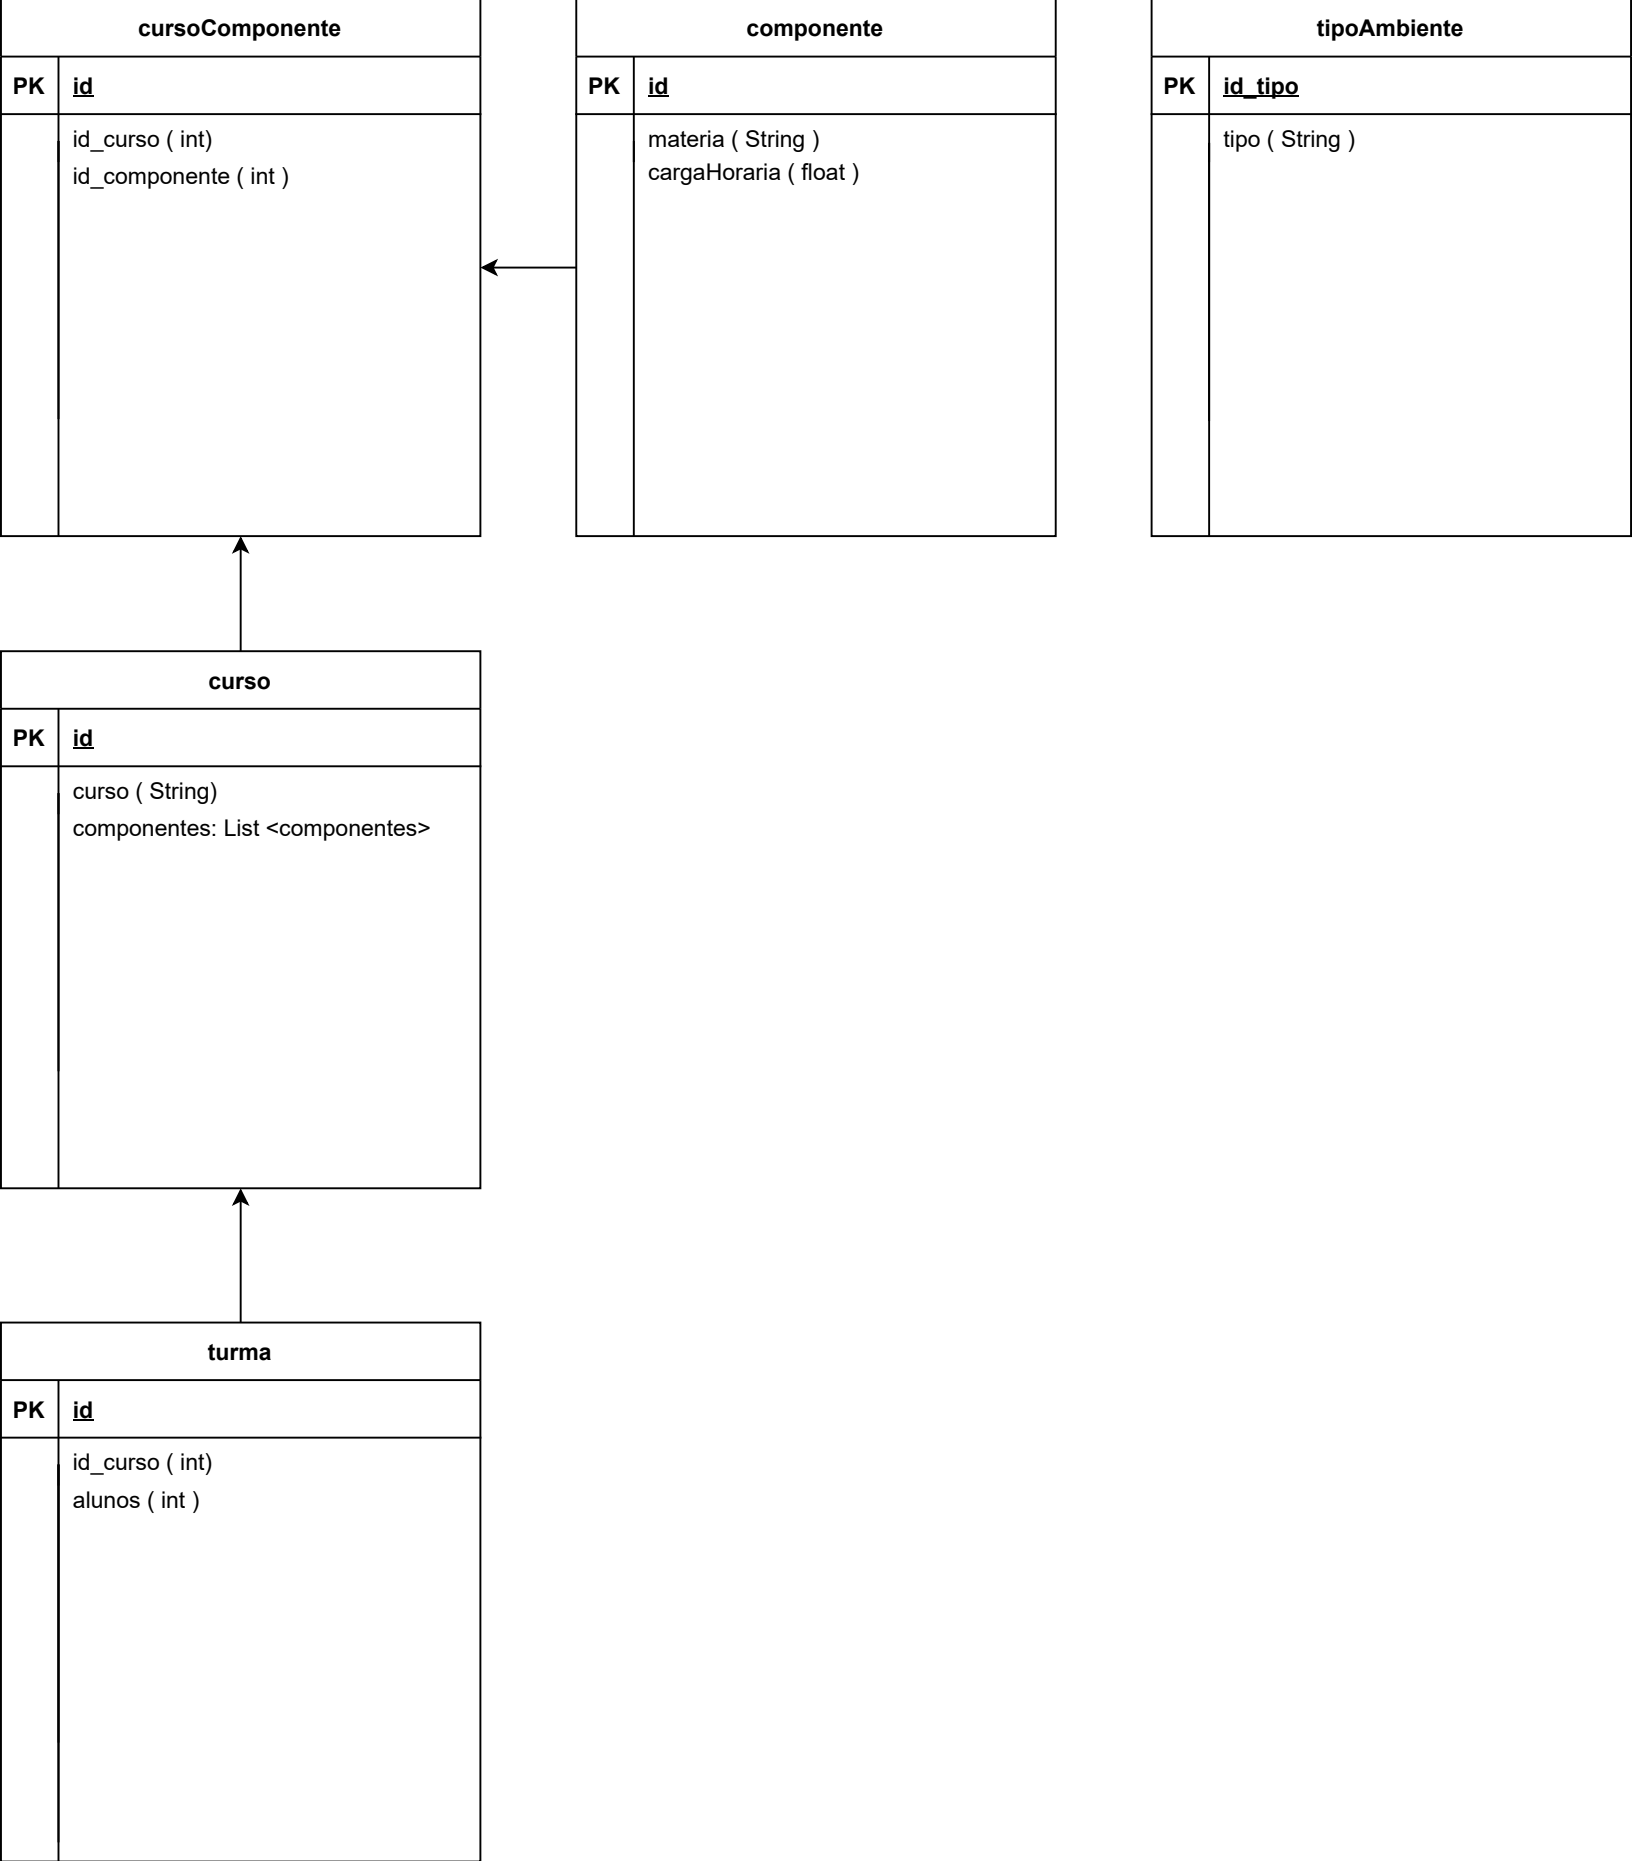 cursoComponente
PK id
id_curso ( int)
id_componente ( int )
componente
PK id
materia ( String )
cargaHoraria ( float )
tipoAmbiente
PK id_tipo
tipo ( String )
curso
PK id
curso ( String)
componentes: List <componentes>
turma
PK id
id_curso ( int)
alunos ( int )